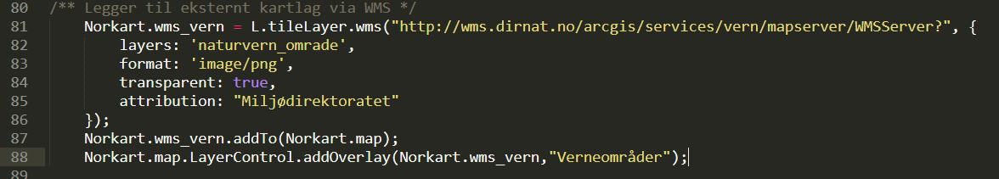 80 /** Legger til eksternt kartlag via WMS */
81 Norkart.wms_vern = L.tileLayer.wms("http://wms.dirnat.no/arcgis/services/vern/mapserver/WMSServer?", {
82 layers: 'naturvern_omrade',
83 format: 'image/png',
84 transparent: true,
85 attribution: "Miljødirektoratet"
86 });
87 Norkart.wms_vern.addTo(Norkart.map);
88 Norkart.map.LayerControl.addOverlay(Norkart.wms_vern,"Verneområder");
89